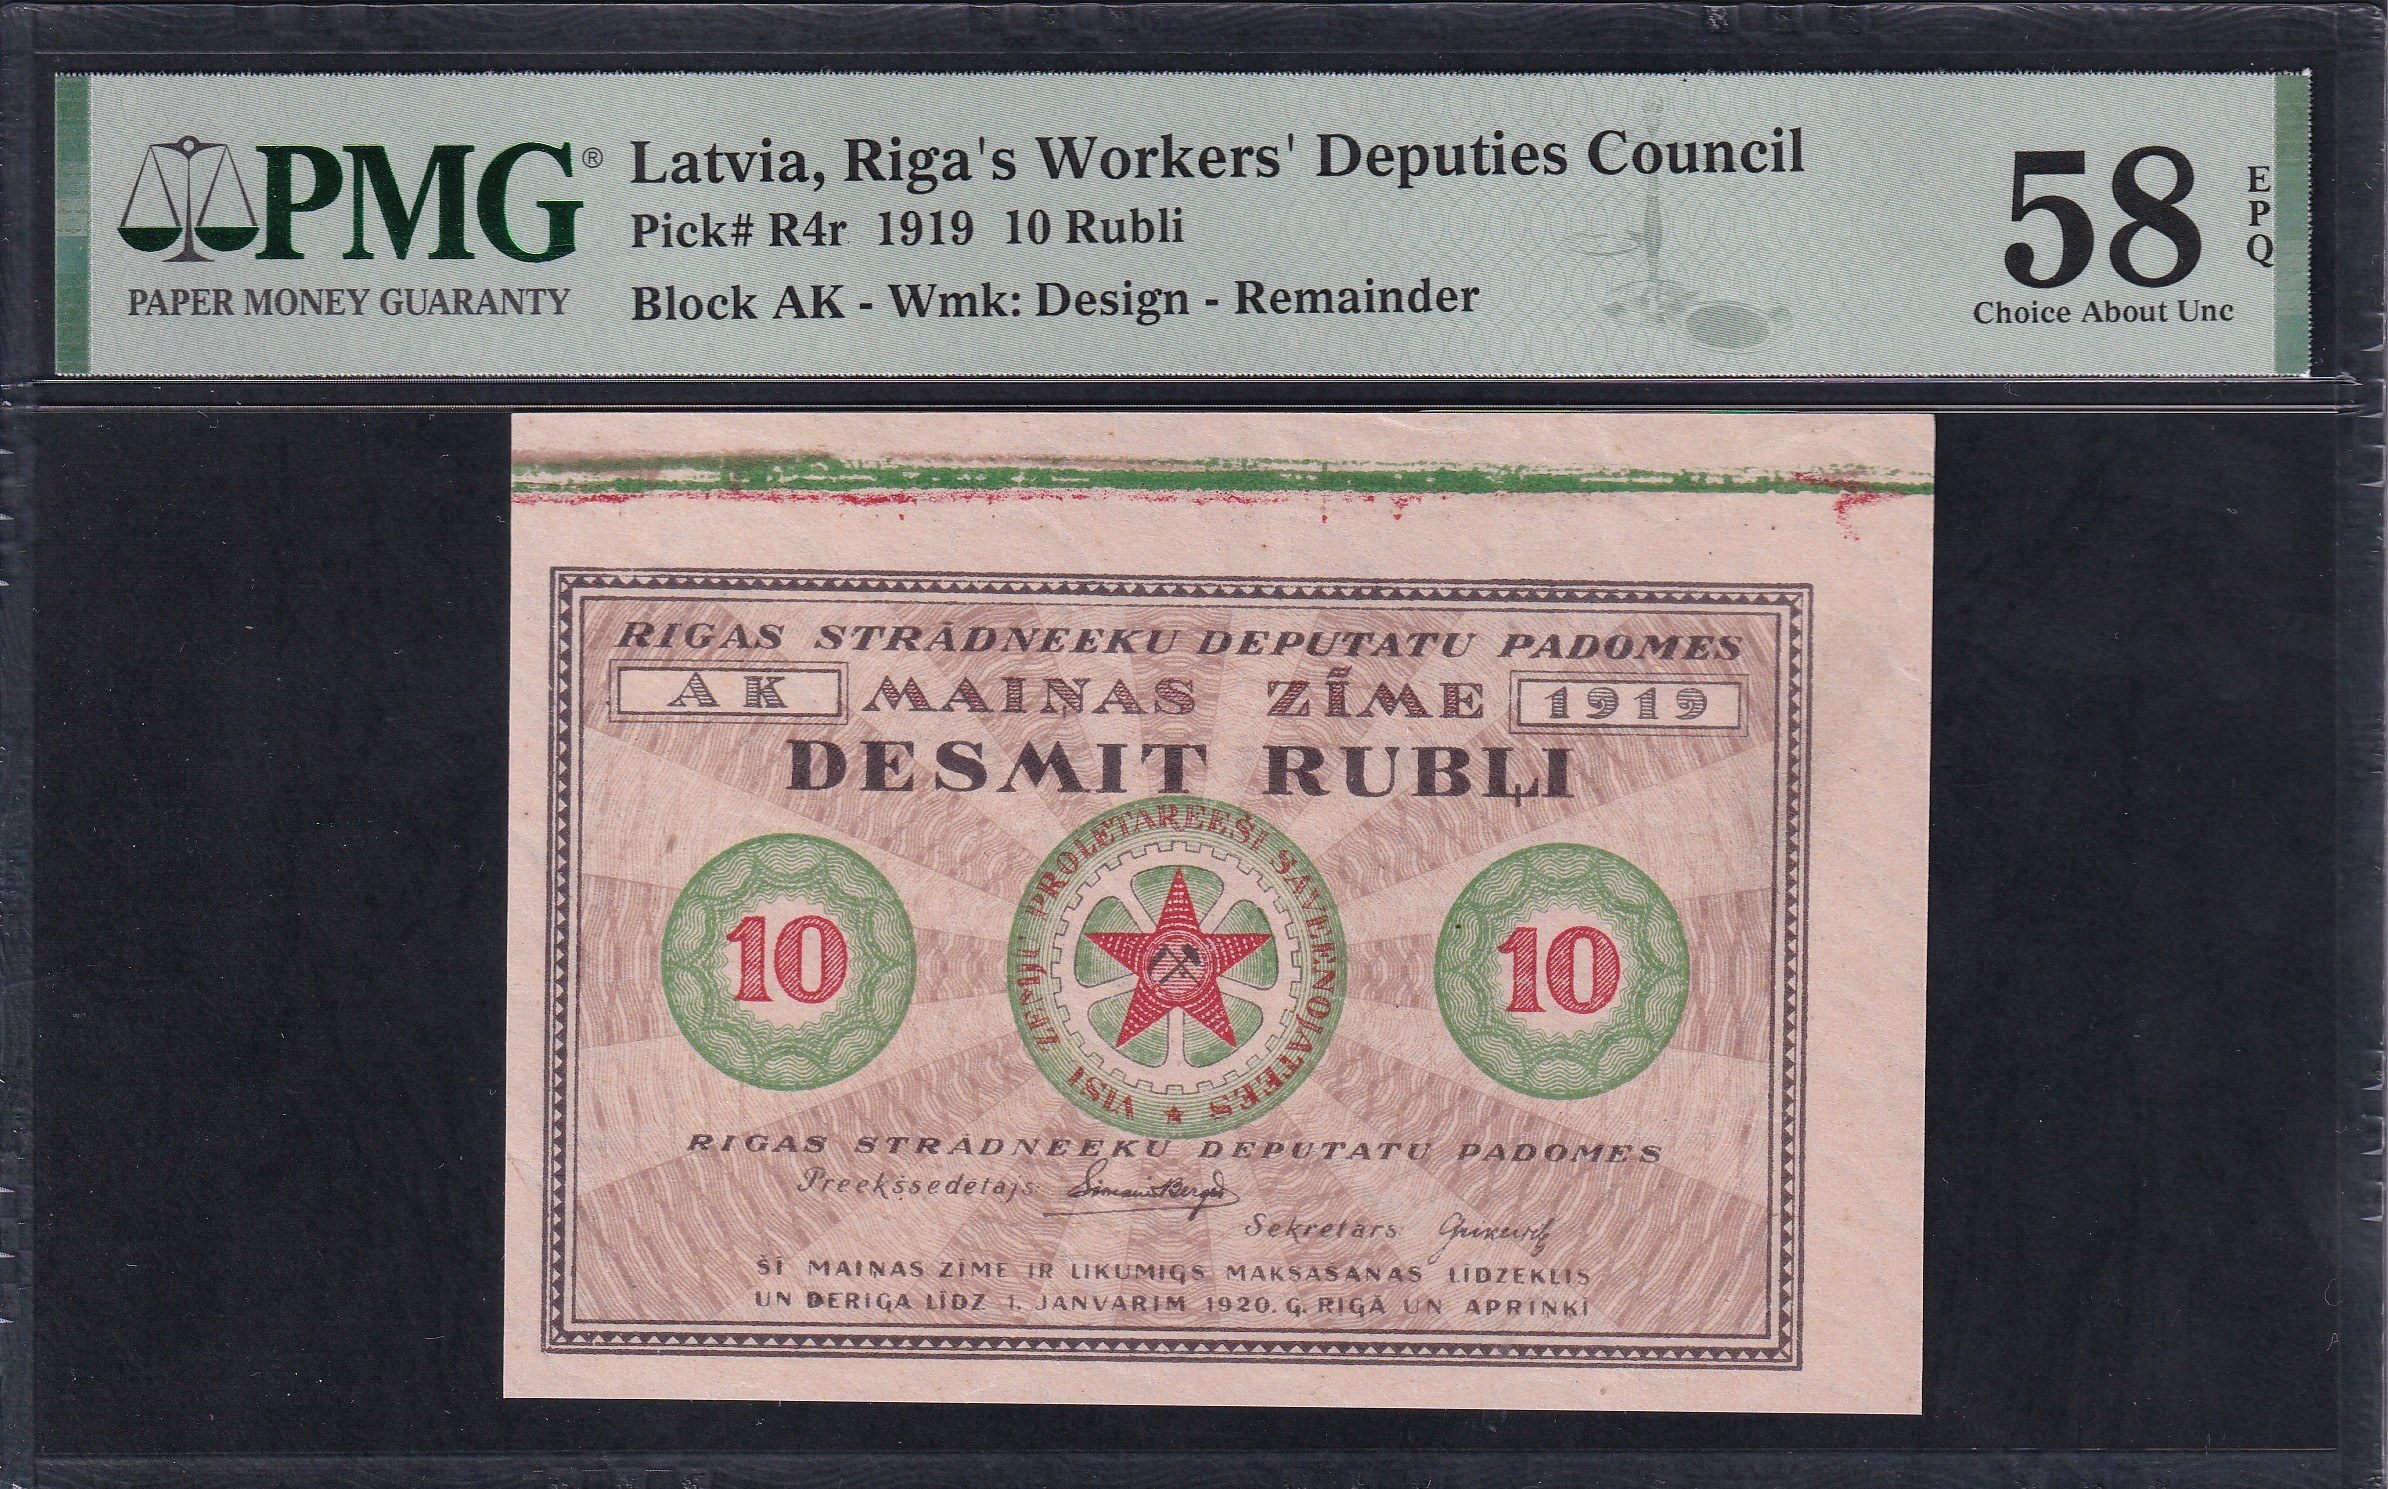 PMG®
PAPER MONEY GUARANTY
Latvia, Riga's Workers' Deputies Council
Pick# R4r 1919 10 Rubli
Block AK - Wmk: Design - Remainder
58
EPQ
Choice About Unc
RIGAS STRĀDNEEKU DEPUTATU PADOMES
AK MAIŅAS ZĪME 1919
DESMIT RUBĻI
10
VISU ZEMJU PROLETAREEŠI SAVEENOJATEES
10
RIGAS STRĀDNEEKU DEPUTATU PADOMES
Preekšsedetajs:
Sekretars:
ŠĪ MAIŅAS ZĪME IR LIKUMIGS MAKSAŠANAS LĪDZEKLIS
UN DERIGA LĪDZ 1. JANVARIM 1920. G. RIGĀ UN APRINĶĪ